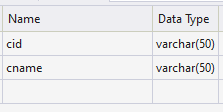 Name Data Type
cid varchar(50)
cname varchar(50)